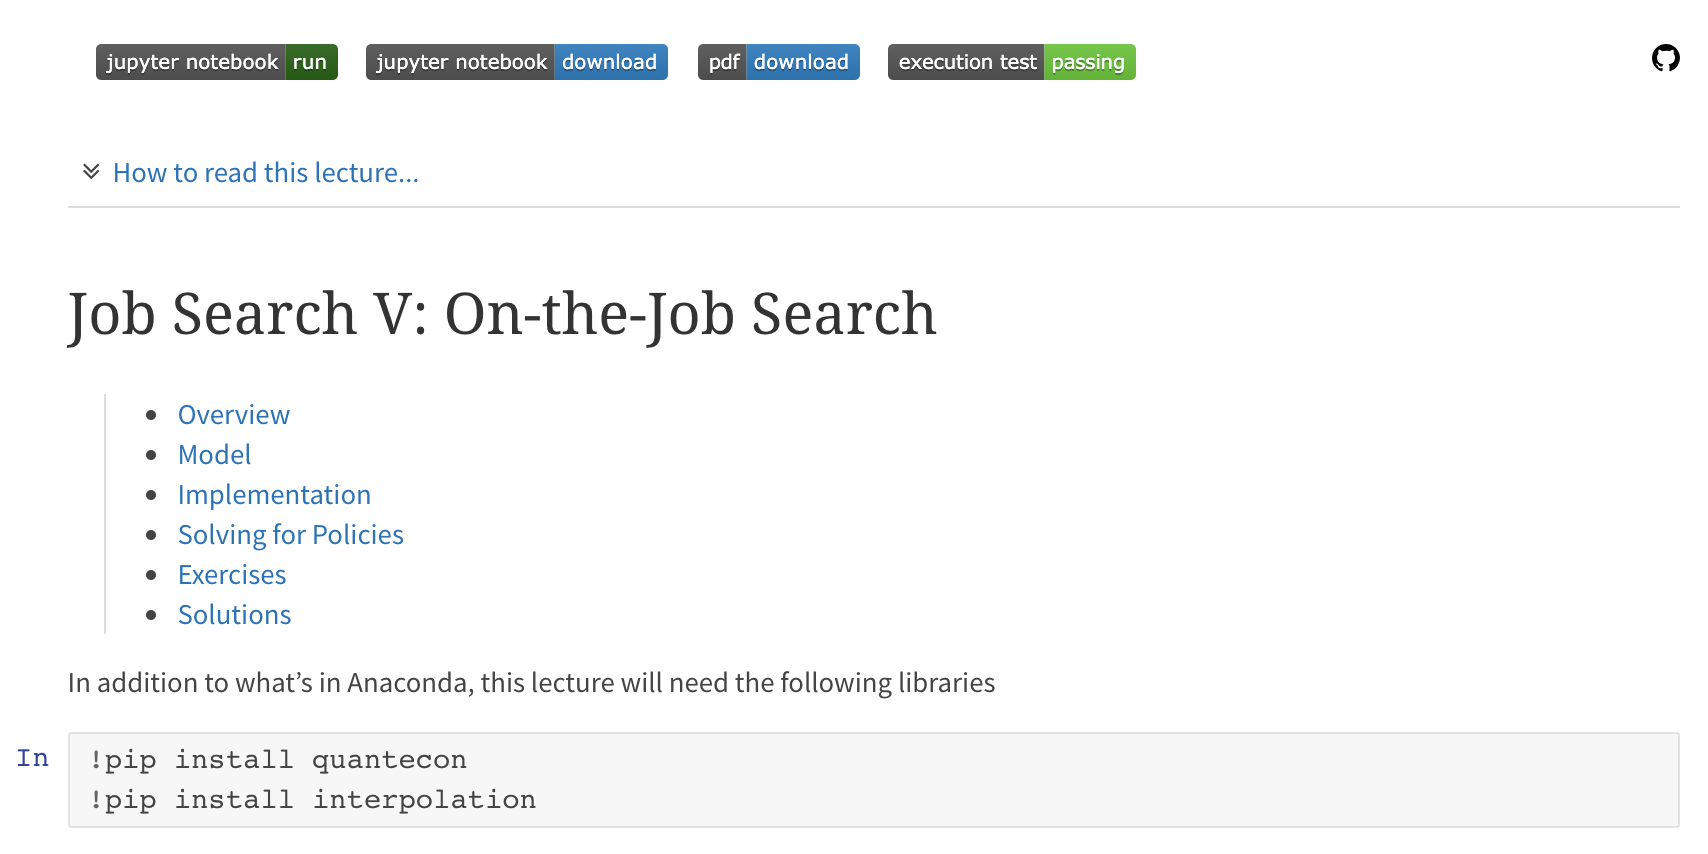 jupyter notebook run jupyter notebook download pdf download execution test passing
How to read this lecture...
Job Search V: On-the-Job Search
Overview
Model
Implementation
Solving for Policies
Exercises
Solutions
In addition to what’s in Anaconda, this lecture will need the following libraries
In !pip install quantecon
!pip install interpolation